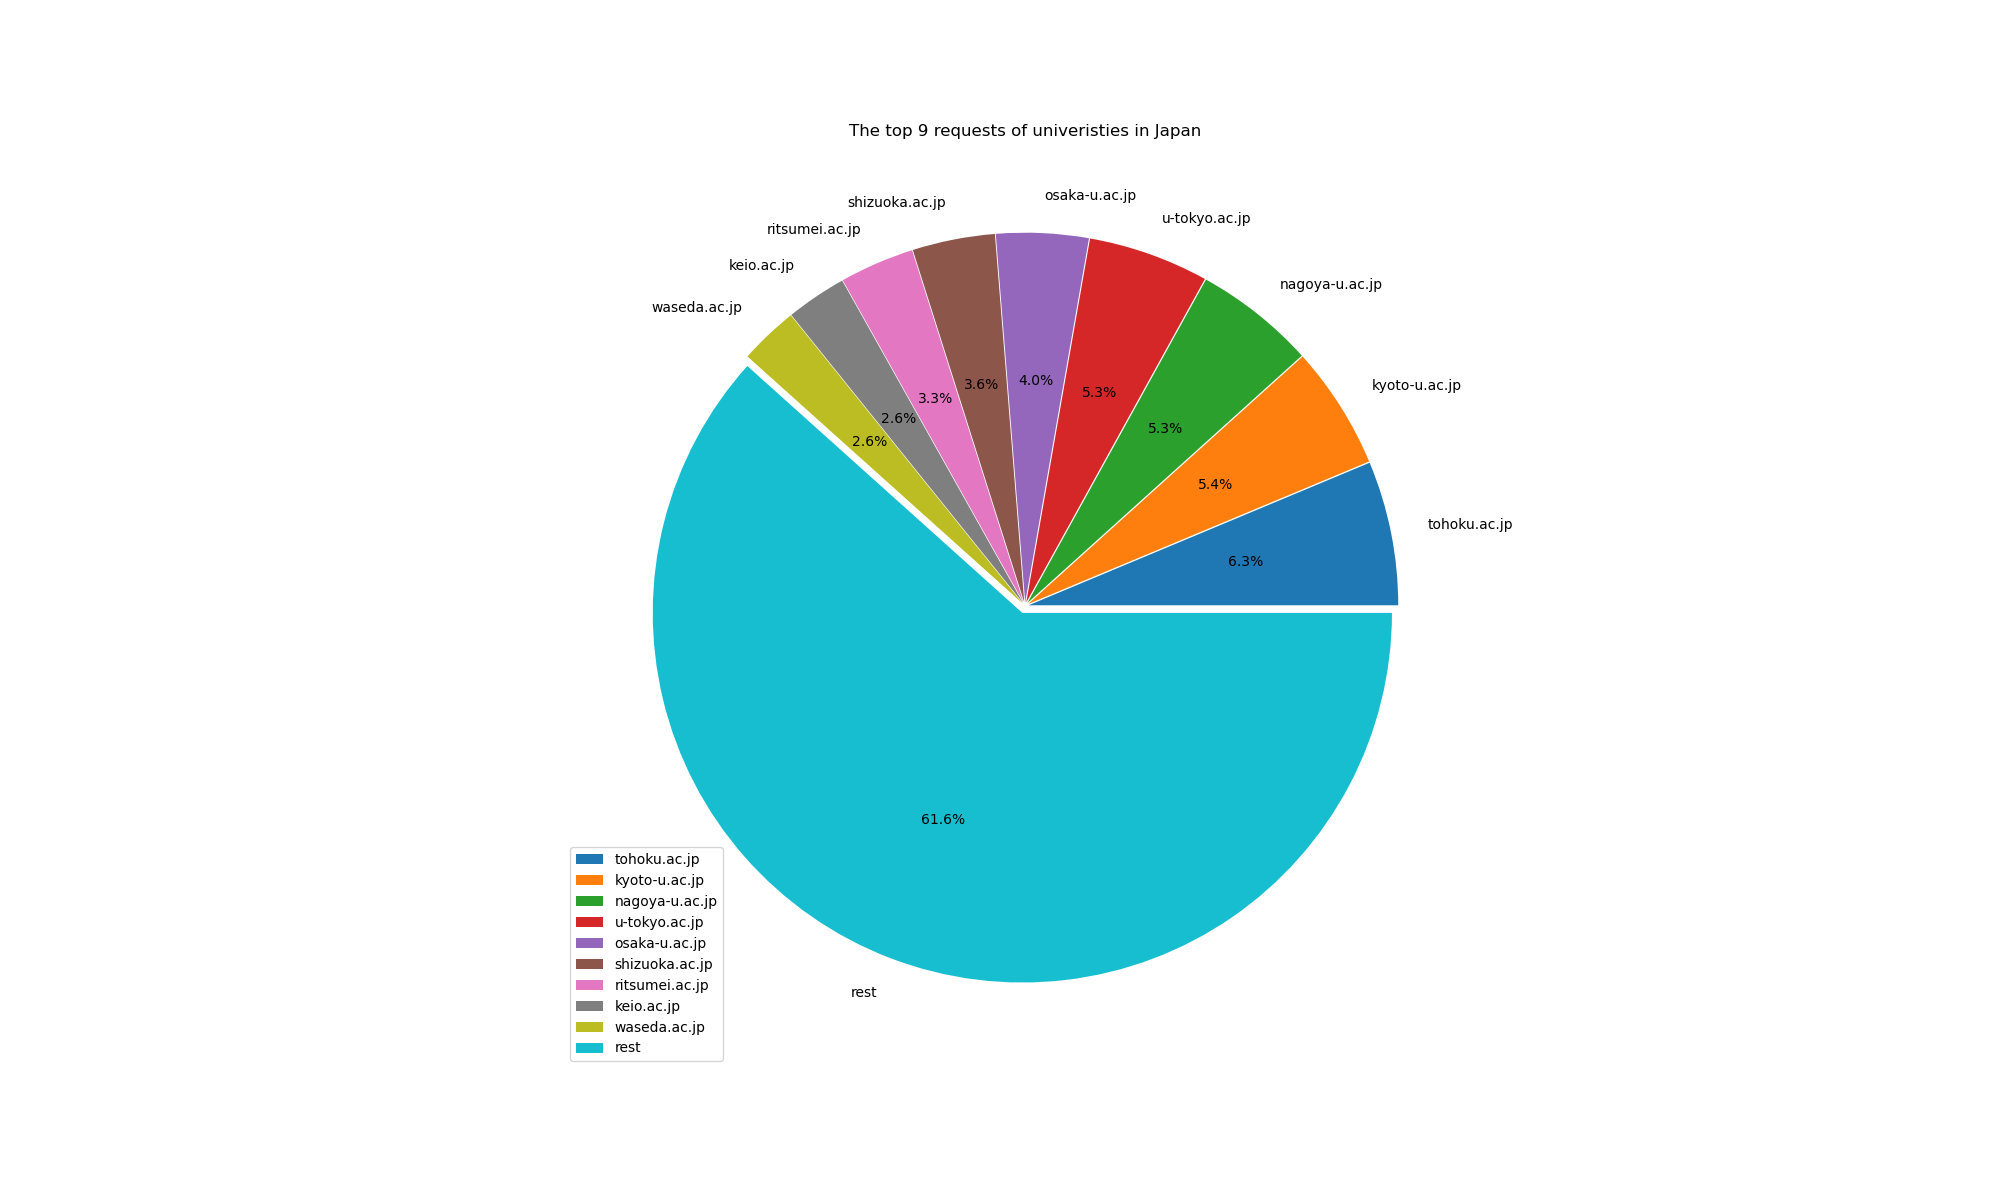 The top 9 requests of univeristies in Japan
osaka-u.ac.jp
shizuoka.ac.jp
u-tokyo.ac.jp
ritsumei.ac.jp
keio.ac.jp
nagoya-u.ac.jp
waseda.ac.jp
kyoto-u.ac.jp
tohoku.ac.jp
4.0%
3.6%
5.3%
3.3%
2.6%
5.3%
2.6%
5.4%
6.3%
61.6%
rest
tohoku.ac.jp
kyoto-u.ac.jp
nagoya-u.ac.jp
u-tokyo.ac.jp
osaka-u.ac.jp
shizuoka.ac.jp
ritsumei.ac.jp
keio.ac.jp
waseda.ac.jp
rest